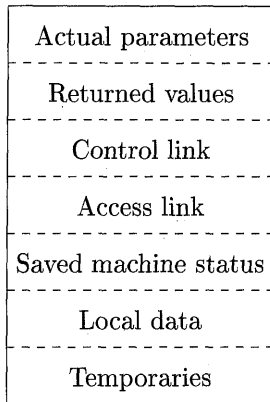 Actual parameters
Returned values
Control link
Access link
Saved machine status
Local data
Temporaries